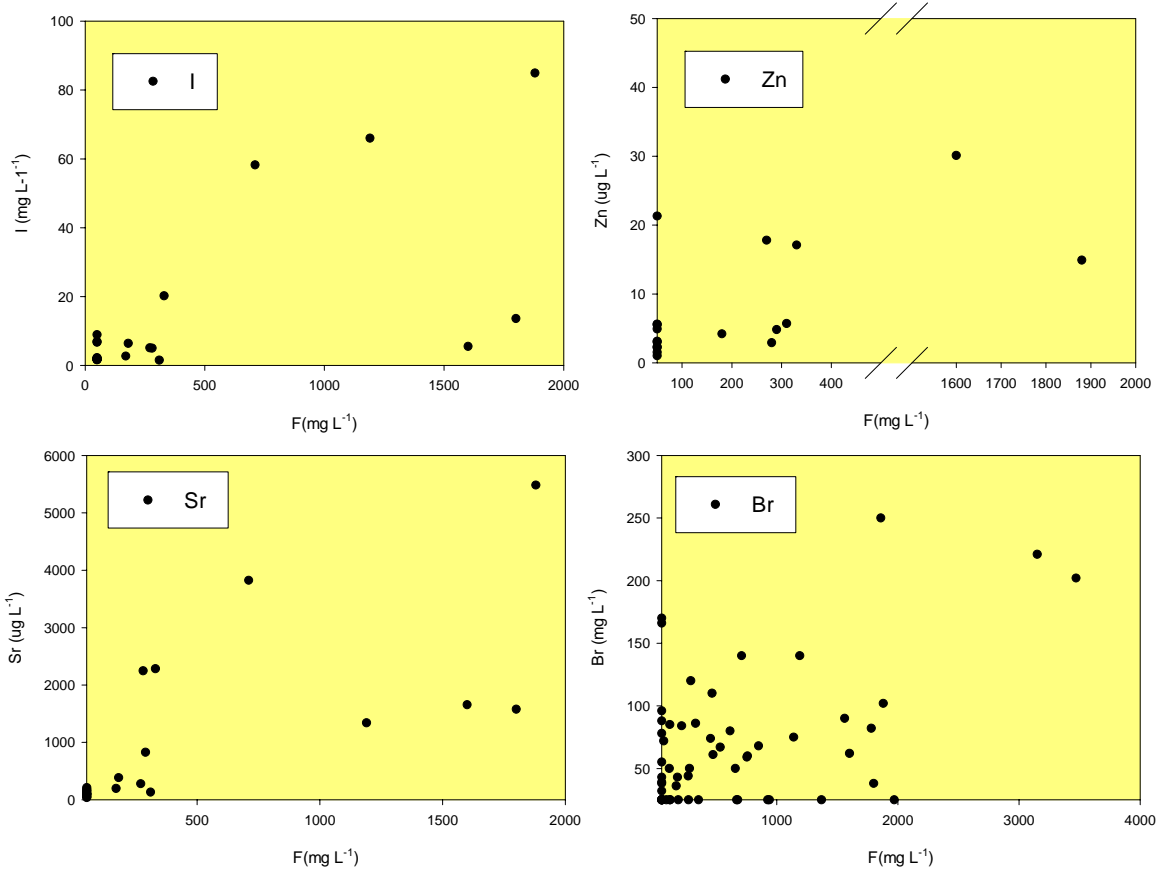 100
80
60
40
20
0
I (mg L-1⁻¹)
I
0 500 1000 1500 2000
F(mg L⁻¹)
50
40
30
20
10
0
Zn (ug L⁻¹)
Zn
100 200 300 400 1600 1700 1800 1900 2000
F(mg L⁻¹)
6000
5000
4000
3000
2000
1000
0
Sr (ug L⁻¹)
Sr
500 1000 1500 2000
F(mg L⁻¹)
300
250
200
150
100
50
Br (mg L⁻¹)
Br
1000 2000 3000 4000
F(mg L⁻¹)